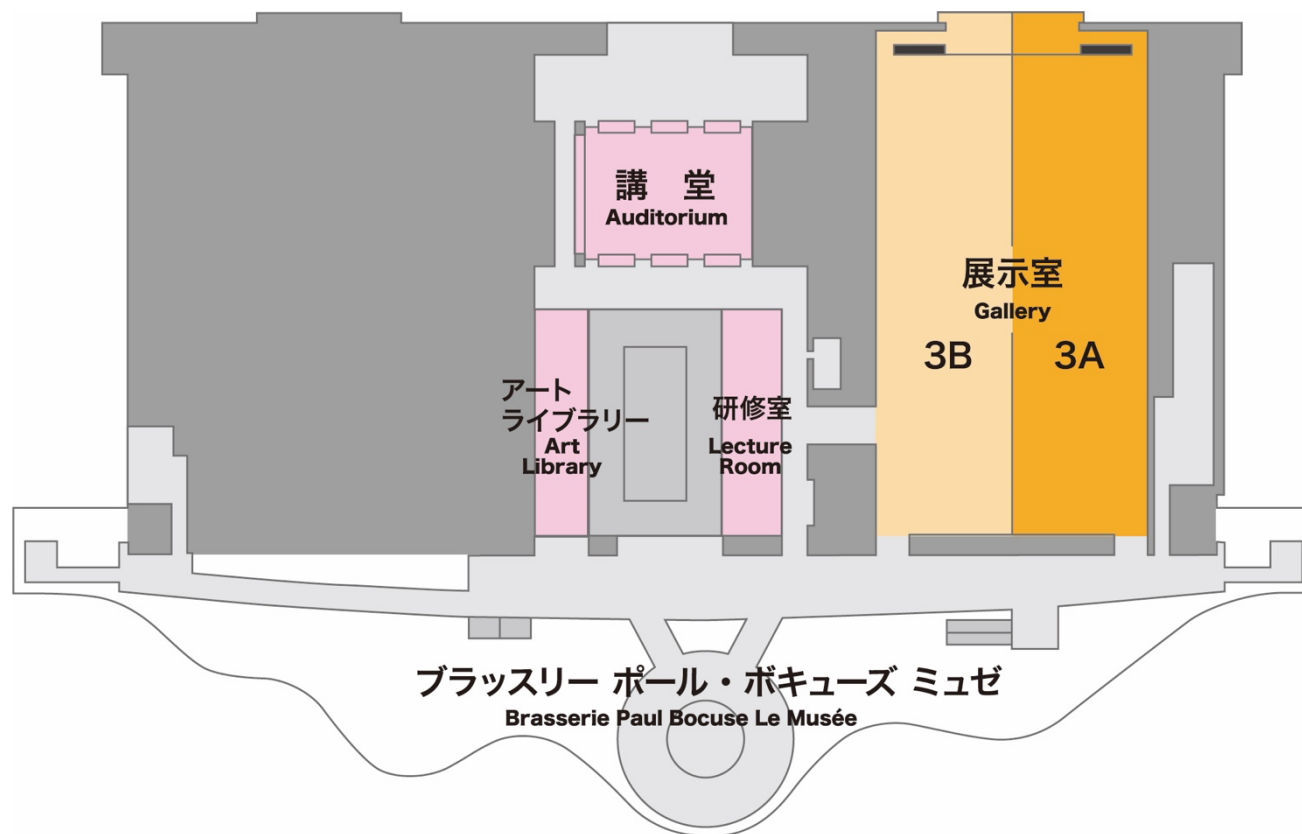 講 堂
Auditorium
展示室
Gallery
3B
3A
アート
ライブラリー
Art
Library
研修室
Lecture
Room
ブラッスリー ポール・ボキューズ ミュゼ
Brasserie Paul Bocuse Le Musée